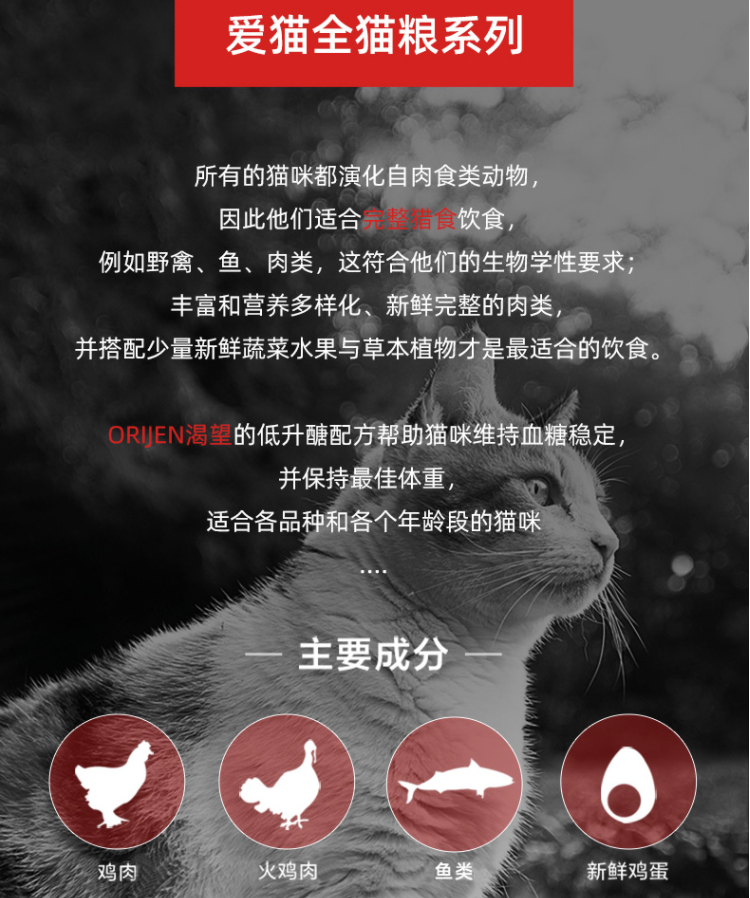 爱猫全猫粮系列
所有的猫咪都演化自肉食类动物，
因此他们适合完整猎食饮食，
例如野禽、鱼、肉类，这符合他们的生物学性要求；
丰富和营养多样化、新鲜完整的肉类，
并搭配少量新鲜蔬菜水果与草本植物才是最适合的饮食。
ORIJEN渴望的低升醣配方帮助猫咪维持血糖稳定，
并保持最佳体重，
适合各品种和各个年龄段的猫咪
....
主要成分
鸡肉 火鸡肉 鱼类 新鲜鸡蛋